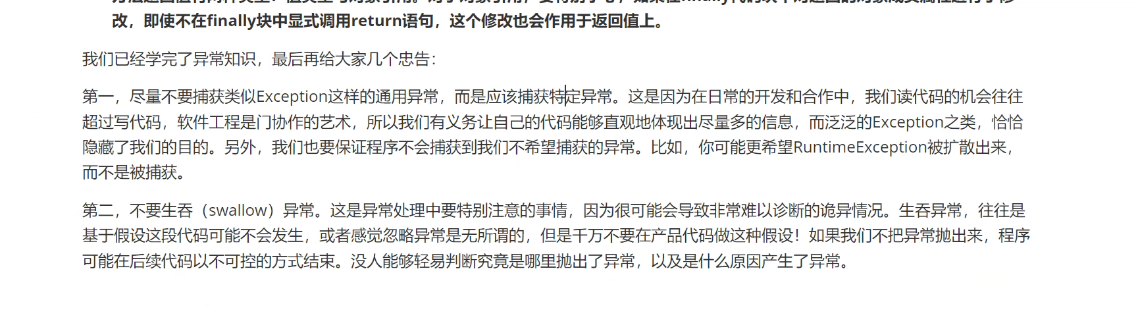 改，即使不在finally块中显式调用return语句，这个修改也会作用于返回值上。
我们已经学完了异常知识，最后再给大家几个忠告：
第一，尽量不要捕获类似Exception这样的通用异常，而是应该捕获特定异常。这是因为在日常的开发和合作中，我们读代码的机会往往
超过写代码，软件工程是门协作的艺术，所以我们有义务让自己的代码能够直观地体现出尽量多的信息，而泛泛的Exception之类，恰恰
隐藏了我们的目的。另外，我们也要保证程序不会捕获到我们不希望捕获的异常。比如，你可能更希望RuntimeException被扩散出来，
而不是被捕获。
第二，不要生吞（swallow）异常。这是异常处理中要特别注意的事情，因为很可能会导致非常难以诊断的诡异情况。生吞异常，往往是
基于假设这段代码可能不会发生，或者感觉忽略异常是无所谓的，但是千万不要在产品代码做这种假设！如果我们不把异常抛出来，程序
可能在后续代码以不可控的方式结束。没人能够轻易判断究竟是哪里抛出了异常，以及是什么原因产生了异常。